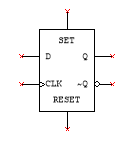 SET
D Q
CLK ~Q
RESET